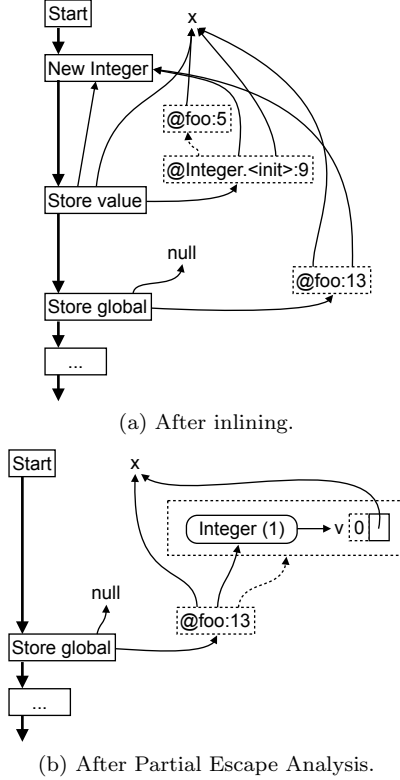 Start
x
New Integer
@foo:5
@Integer.<init>:9
Store value
null
@foo:13
Store global
...
(a) After inlining.
Start
x
Integer (1)
v 0
null
@foo:13
Store global
...
(b) After Partial Escape Analysis.